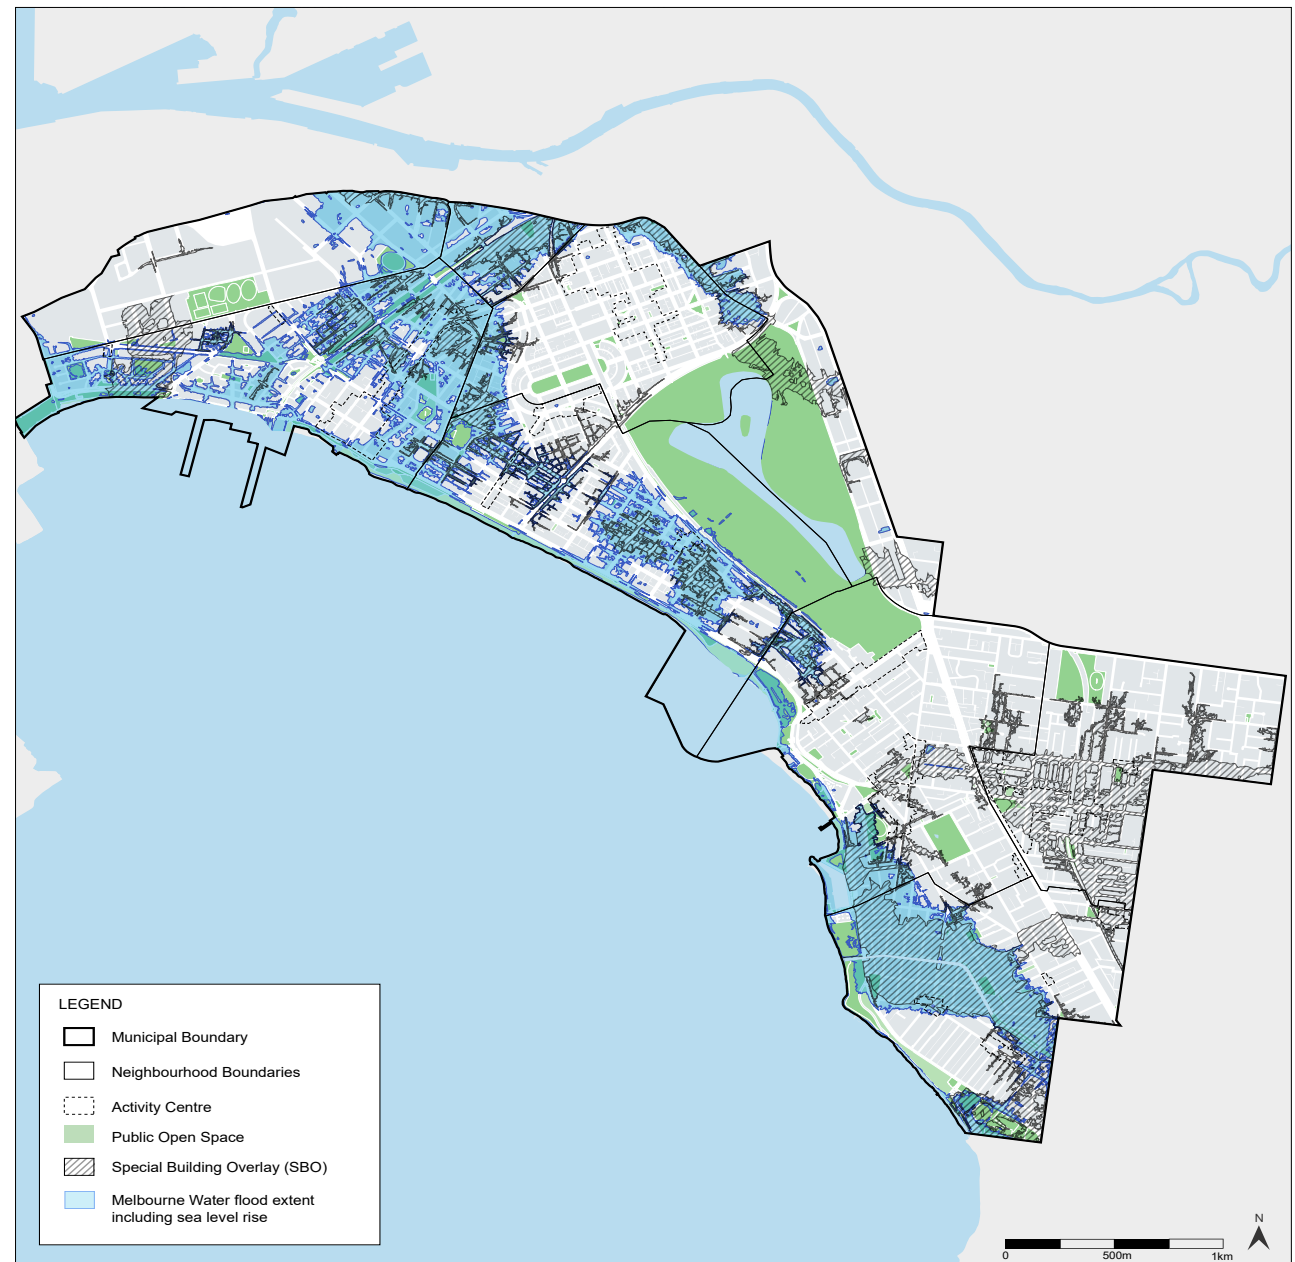 LEGEND
Municipal Boundary
Neighbourhood Boundaries
Activity Centre
Public Open Space
Special Building Overlay (SBO)
Melbourne Water flood extent
including sea level rise
N
0 500m 1km